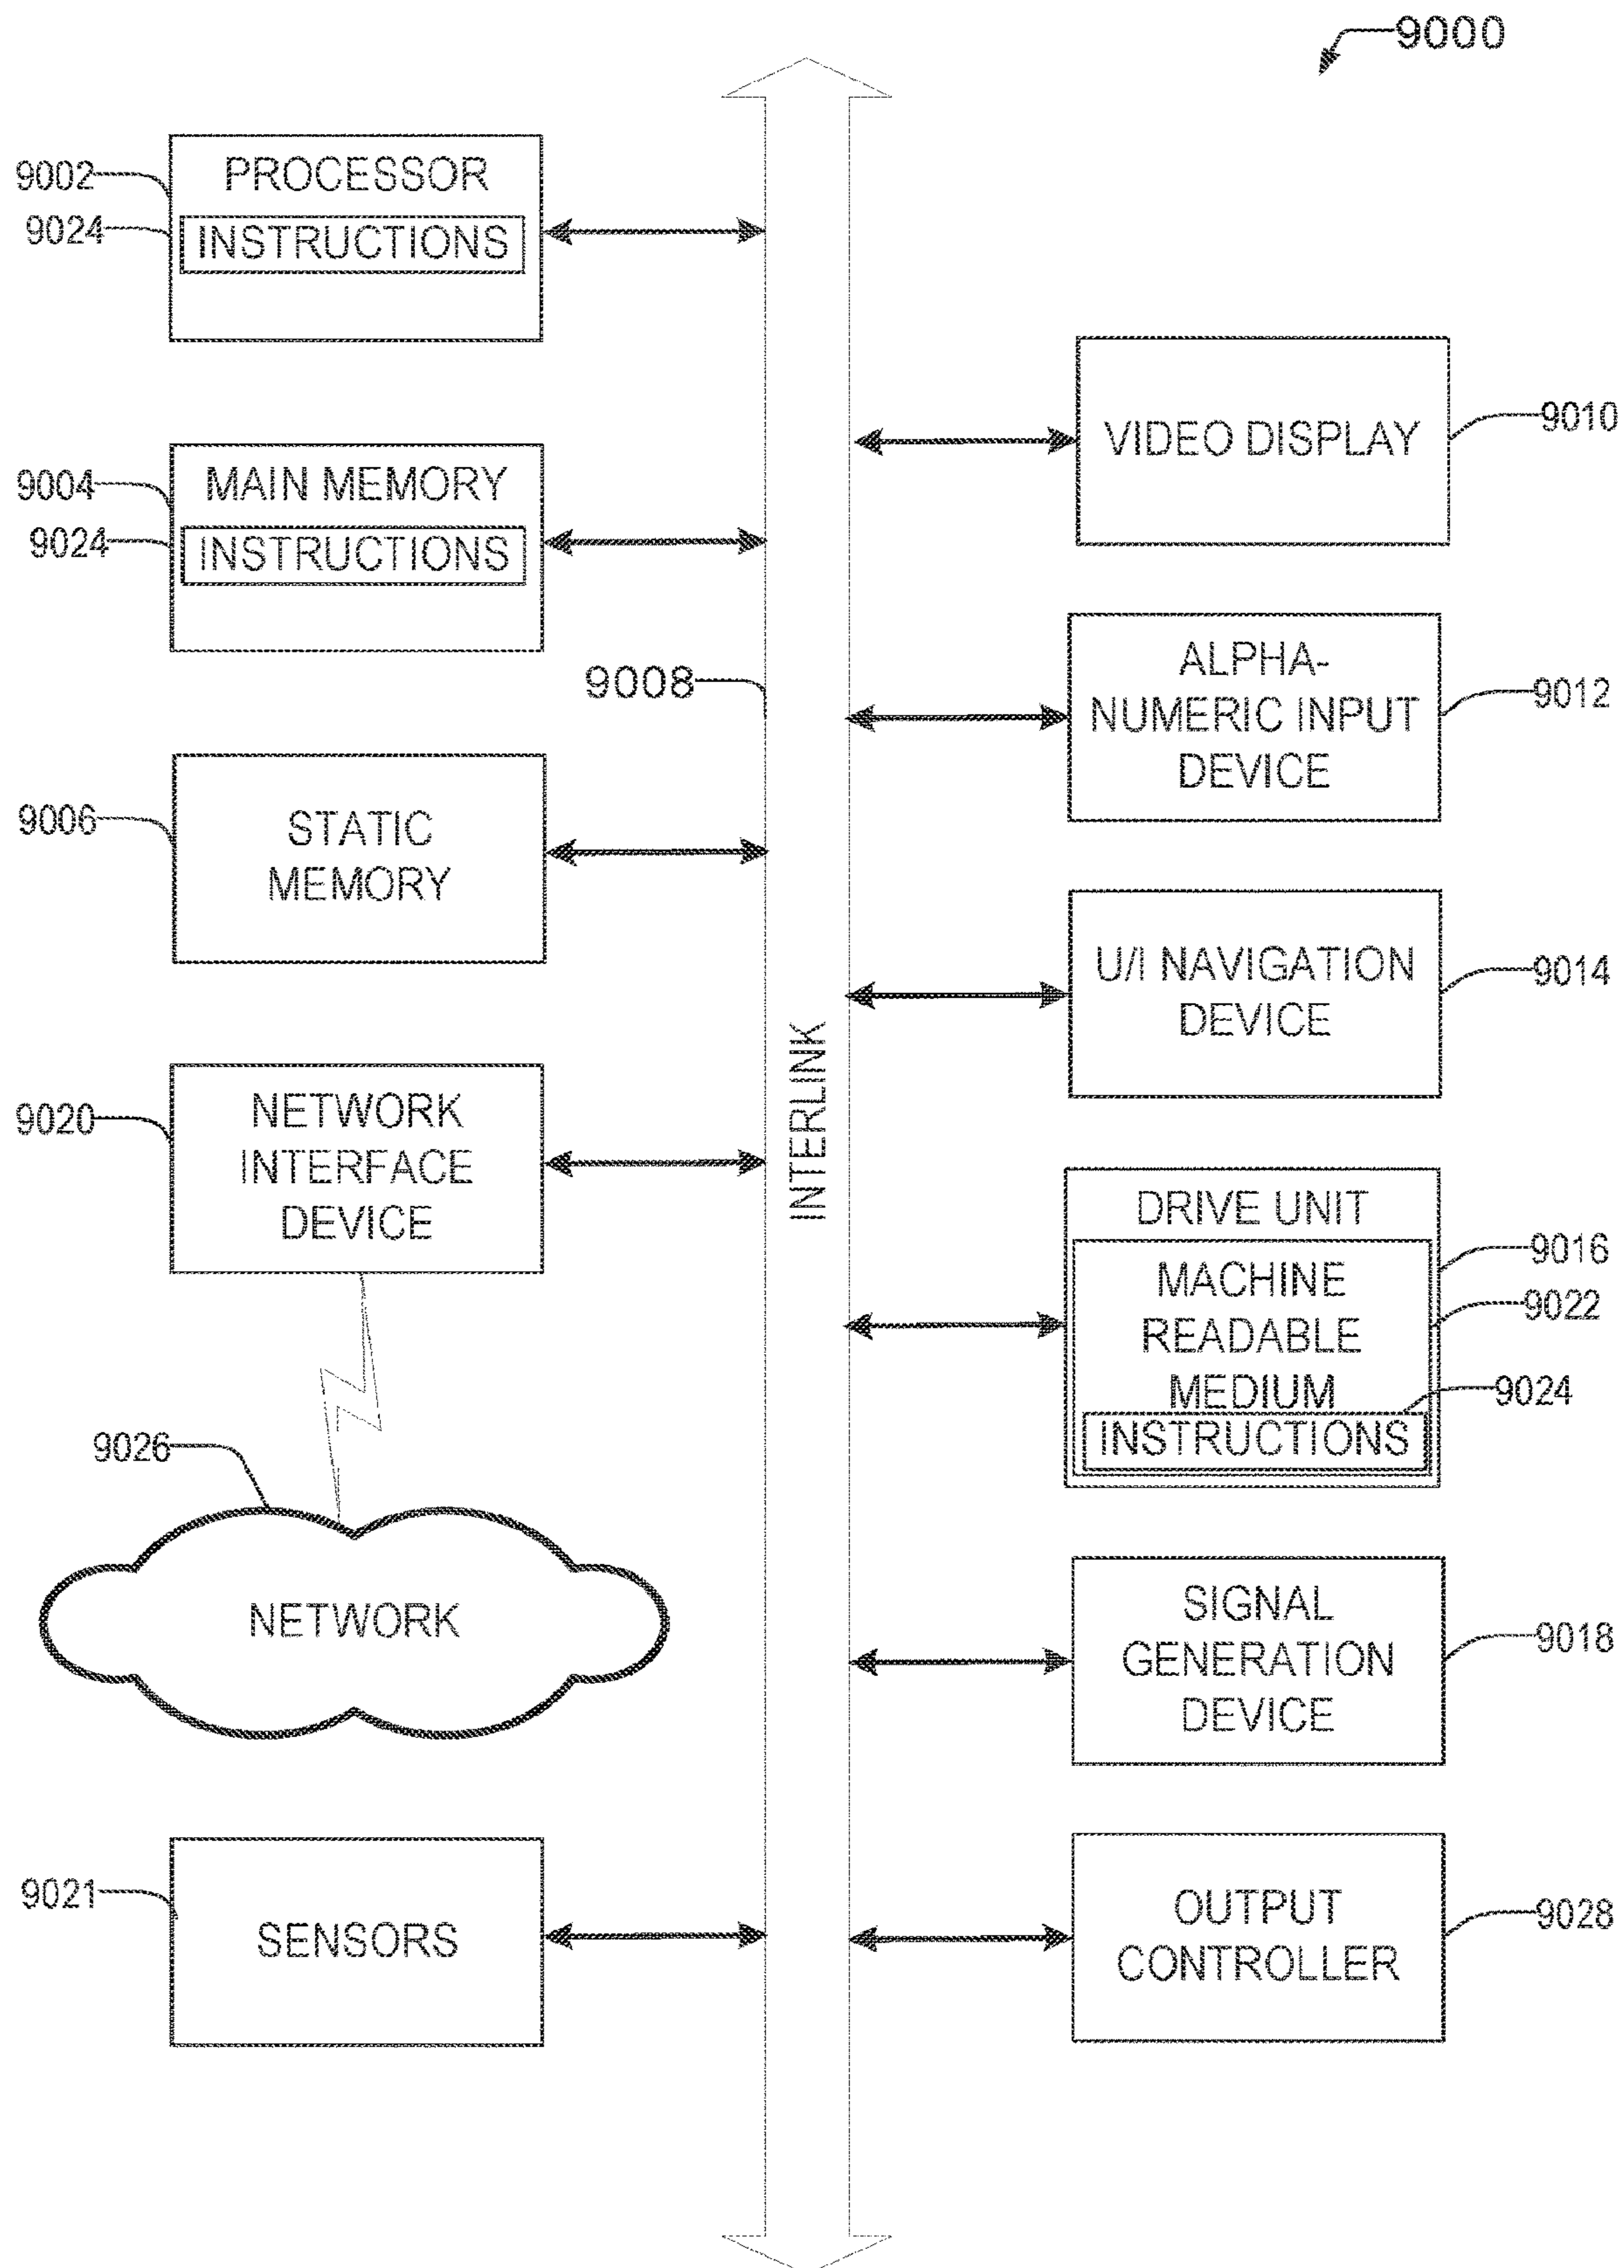 9000
9002
PROCESSOR
9024
INSTRUCTIONS
9004
MAIN MEMORY
9024
INSTRUCTIONS
9008
9006
STATIC
MEMORY
9020
NETWORK
INTERFACE
DEVICE
9026
NETWORK
9021
SENSORS
INTERLINK
VIDEO DISPLAY
9010
ALPHA-
NUMERIC INPUT
DEVICE
9012
U/I NAVIGATION
DEVICE
9014
DRIVE UNIT
9016
MACHINE
READABLE
MEDIUM
9022
9024
INSTRUCTIONS
SIGNAL
GENERATION
DEVICE
9018
OUTPUT
CONTROLLER
9028